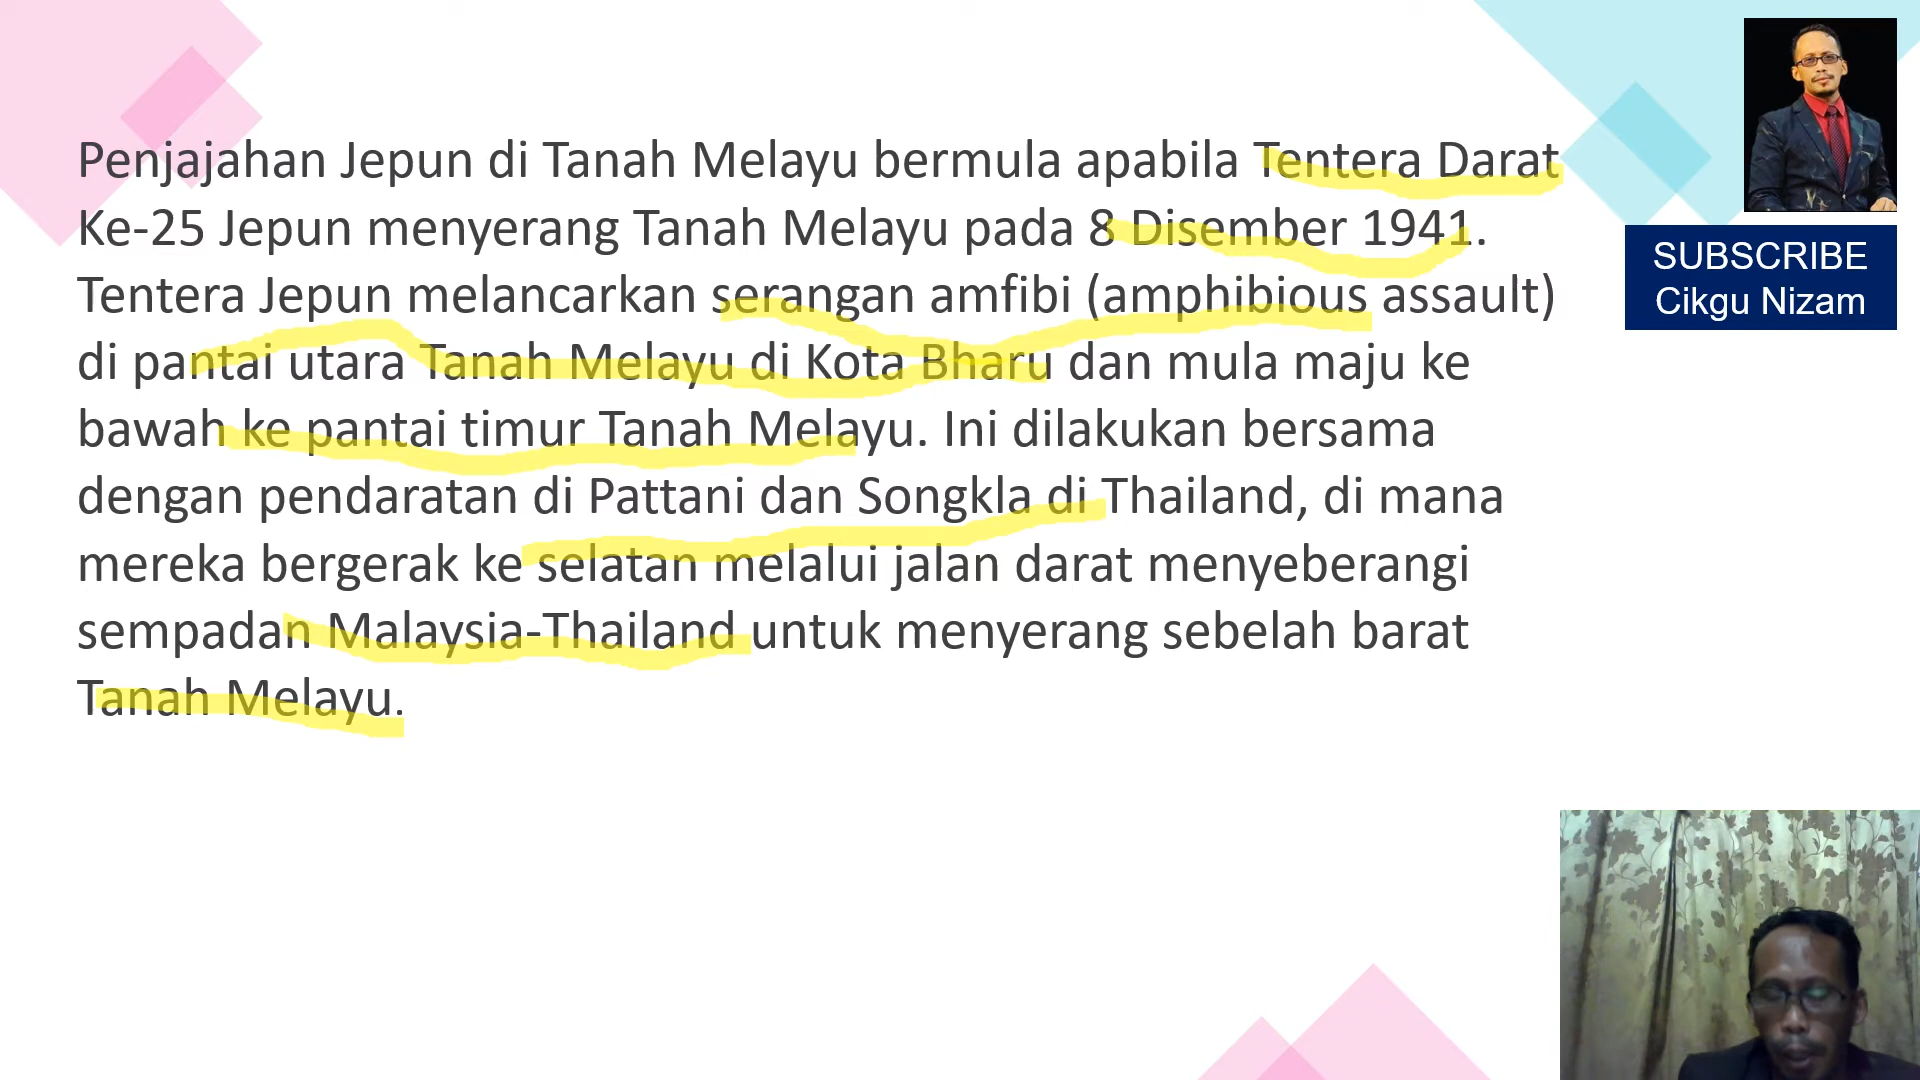 Penjajahan Jepun di Tanah Melayu bermula apabila Tentera Darat
Ke-25 Jepun menyerang Tanah Melayu pada 8 Disember 1941.
Tentera Jepun melancarkan serangan amfibi (amphibious assault)
di pantai utara Tanah Melayu di Kota Bharu dan mula maju ke
bawah ke pantai timur Tanah Melayu. Ini dilakukan bersama
dengan pendaratan di Pattani dan Songkla di Thailand, di mana
mereka bergerak ke selatan melalui jalan darat menyeberangi
sempadan Malaysia-Thailand untuk menyerang sebelah barat
Tanah Melayu.
SUBSCRIBE
Cikgu Nizam